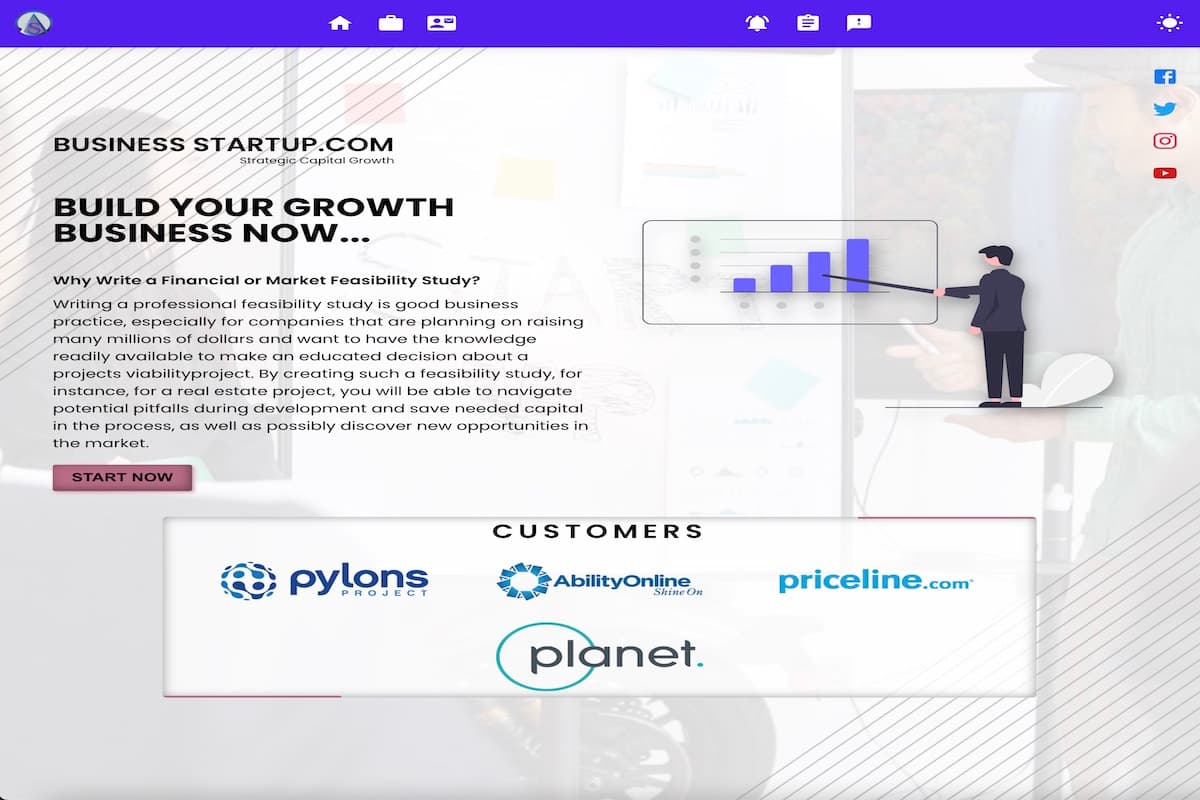 BUSINESS STARTUP.COM
Strategic Capital Growth
BUILD YOUR GROWTH
BUSINESS NOW...
Why Write a Financial or Market Feasibility Study?
Writing a professional feasibility study is good business
practice, especially for companies that are planning on raising
many millions of dollars and want to have the knowledge
readily available to make an educated decision about a
projects viabilityproject. By creating such a feasibility study, for
instance, for a real estate project, you will be able to navigate
potential pitfalls during development and save needed capital
in the process, as well as possibly discover new opportunities in
the market.
START NOW
CUSTOMERS
pylons
PROJECT
AbilityOnline
Shine On
priceline.com
planet.